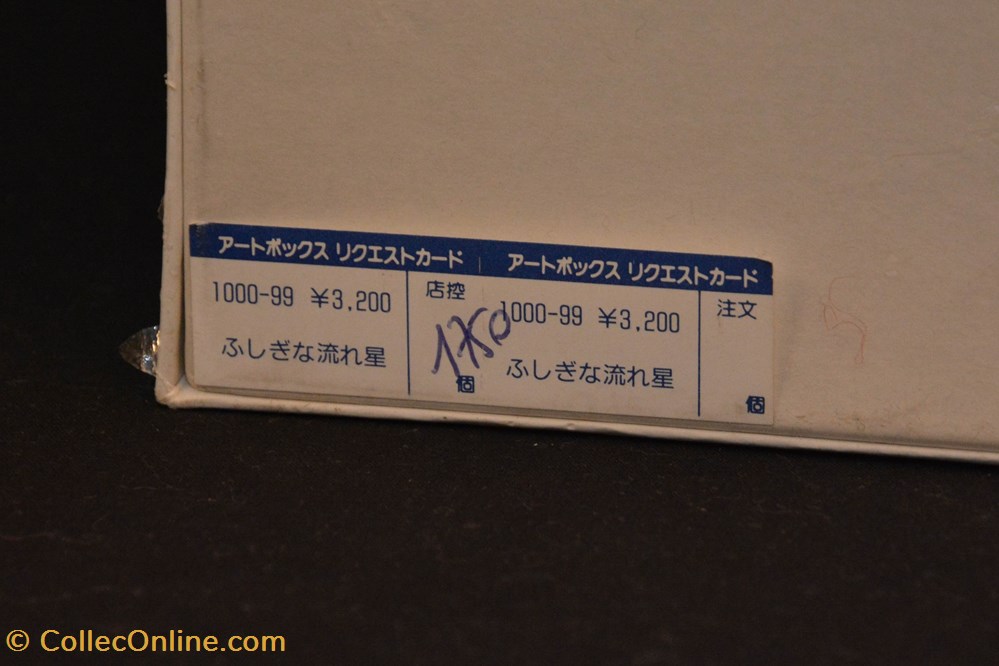 アートボックス リクエストカード アートボックス リクエストカード
1000-99 ¥3,200 店控 1000-99 ¥3,200 注文
ふしぎな流れ星 175０ 個 ふしぎな流れ星 個
© CollecOnline.com